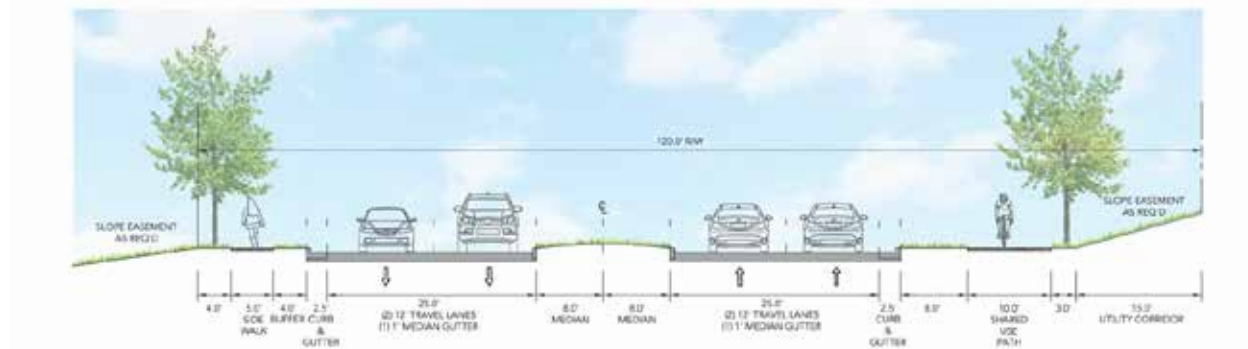 120.0' R/W
SLOPE EASEMENT
AS REQ'D
℄
SLOPE EASEMENT
AS REQ'D
4.0'
5.0'
SIDE
WALK
4.0'
BUFFER
2.5'
CURB
&
GUTTER
25.0'
(2) 12' TRAVEL LANES
(1) 1' MEDIAN GUTTER
8.0'
MEDIAN
8.0'
MEDIAN
25.0'
(2) 12' TRAVEL LANES
(1) 1' MEDIAN GUTTER
2.5'
CURB
&
GUTTER
8.0'
10.0'
SHARED
USE
PATH
3.0'
15.0'
UTILITY CORRIDOR